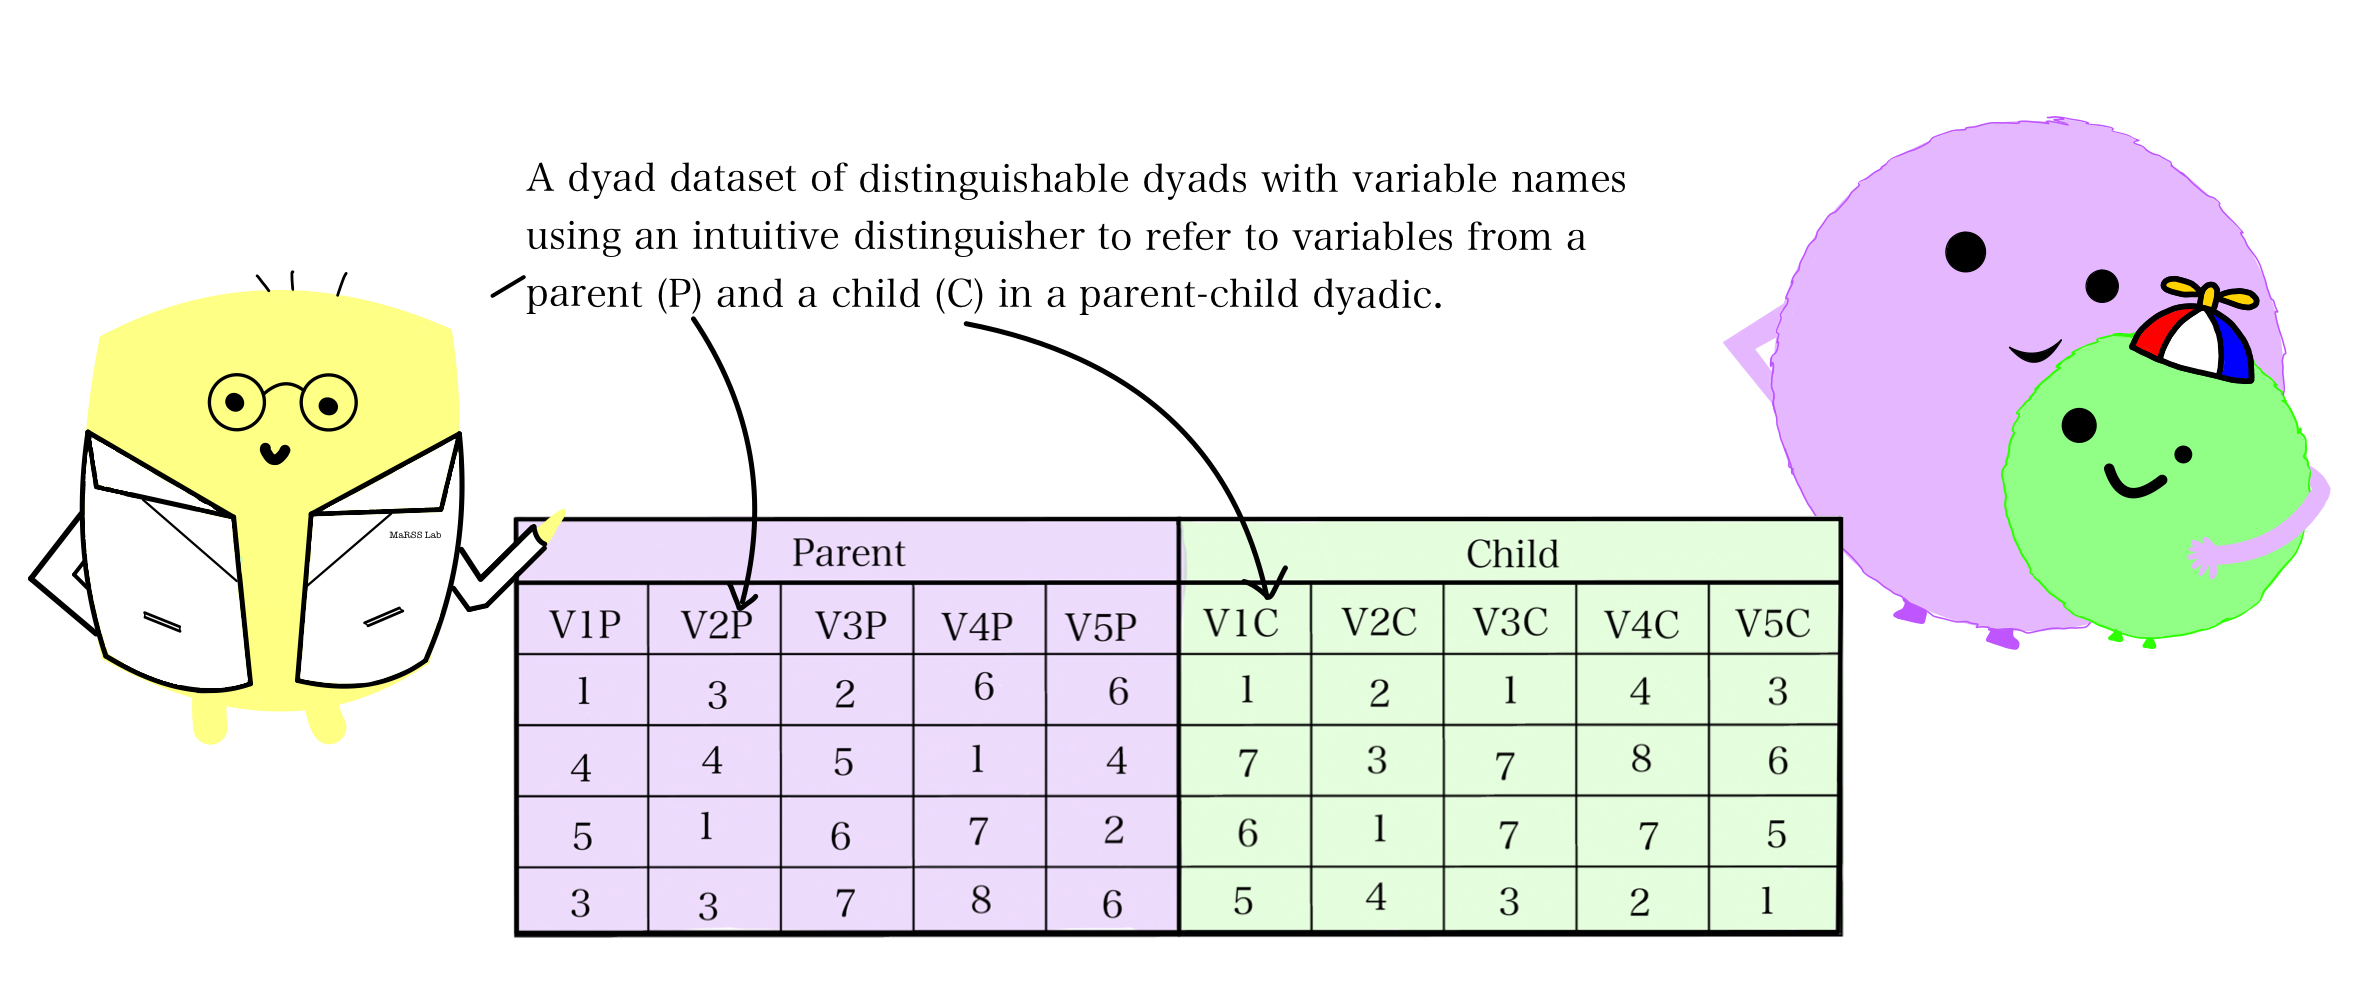 A dyad dataset of distinguishable dyads with variable names
using an intuitive distinguisher to refer to variables from a
parent (P) and a child (C) in a parent-child dyadic.
MaRSS Lab
Parent Child
V1P V2P V3P V4P V5P V1C V2C V3C V4C V5C
1 3 2 6 6 1 2 1 4 3
4 4 5 1 4 7 3 7 8 6
5 1 6 7 2 6 1 7 7 5
3 3 7 8 6 5 4 3 2 1